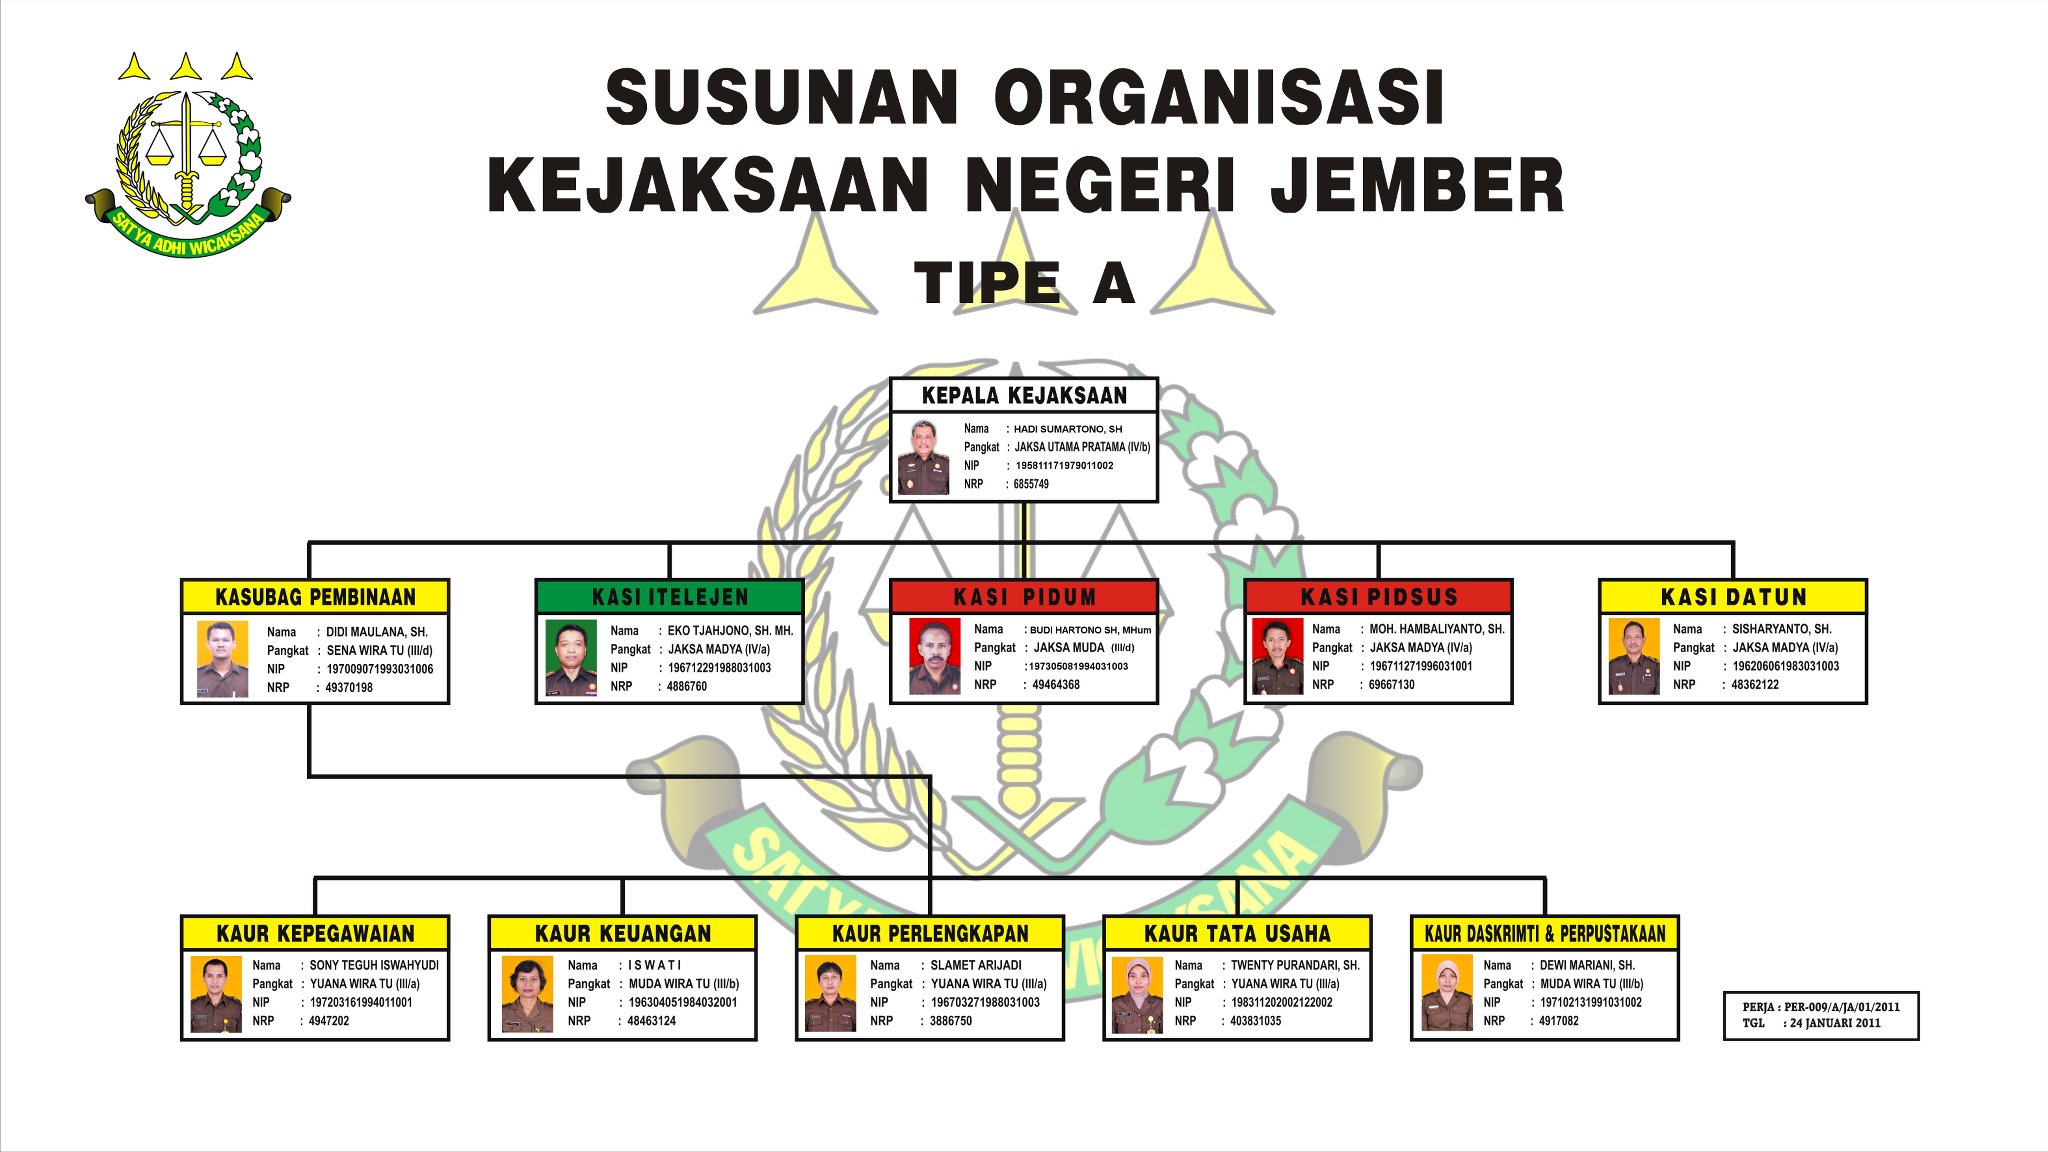 SUSUNAN ORGANISASI
KEJAKSAAN NEGERI JEMBER
TIPE A
SATYA ADHI WICAKSANA
KEPALA KEJAKSAAN
Nama : HADI SUMARTONO, SH
Pangkat : JAKSA UTAMA PRATAMA (IV/b)
NIP : 195811171979011002
NRP : 6855749
KASUBAG PEMBINAAN
Nama : DIDI MAULANA, SH.
Pangkat : SENA WIRA TU (III/d)
NIP : 197009071993031006
NRP : 49370198
KASI ITELEJEN
Nama : EKO TJAHJONO, SH. MH.
Pangkat : JAKSA MADYA (IV/a)
NIP : 196712291988031003
NRP : 4886760
KASI PIDUM
Nama : BUDI HARTONO SH, MHum
Pangkat : JAKSA MUDA (III/d)
NIP : 197305081994031003
NRP : 49464368
KASI PIDSUS
Nama : MOH. HAMBALIYANTO, SH.
Pangkat : JAKSA MADYA (IV/a)
NIP : 196711271996031001
NRP : 69667130
KASI DATUN
Nama : SISHARYANTO, SH.
Pangkat : JAKSA MADYA (IV/a)
NIP : 196206061983031003
NRP : 48362122
KAUR KEPEGAWAIAN
Nama : SONY TEGUH ISWAHYUDI
Pangkat : YUANA WIRA TU (III/a)
NIP : 197203161994011001
NRP : 4947202
KAUR KEUANGAN
Nama : I S W A T I
Pangkat : MUDA WIRA TU (III/b)
NIP : 196304051984032001
NRP : 48463124
KAUR PERLENGKAPAN
Nama : SLAMET ARIJADI
Pangkat : YUANA WIRA TU (III/a)
NIP : 196703271988031003
NRP : 3886750
KAUR TATA USAHA
Nama : TWENTY PURANDARI, SH.
Pangkat : YUANA WIRA TU (III/a)
NIP : 198311202002122002
NRP : 403831035
KAUR DASKRIMTI & PERPUSTAKAAN
Nama : DEWI MARIANI, SH.
Pangkat : MUDA WIRA TU (III/b)
NIP : 197102131991031002
NRP : 4917082
PERJA : PER-009/A/JA/01/2011
TGL : 24 JANUARI 2011